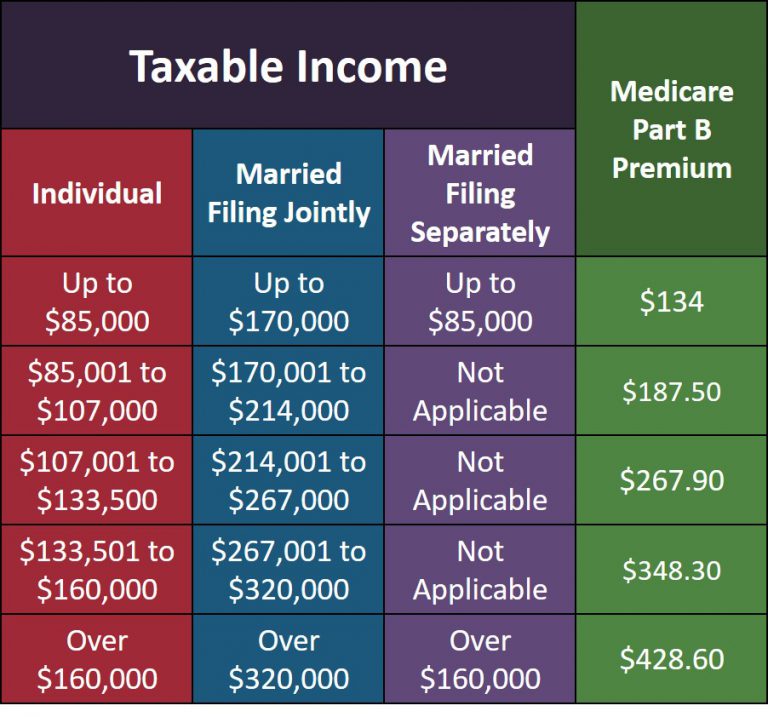 Taxable Income
Medicare
Part B
Premium
Individual
Married
Filing Jointly
Married
Filing
Separately
Up to
$85,000
Up to
$170,000
Up to
$85,000
$134
$85,001 to
$107,000
$170,001 to
$214,000
Not
Applicable
$187.50
$107,001 to
$133,500
$214,001 to
$267,000
Not
Applicable
$267.90
$133,501 to
$160,000
$267,001 to
$320,000
Not
Applicable
$348.30
Over
$160,000
Over
$320,000
Over
$160,000
$428.60